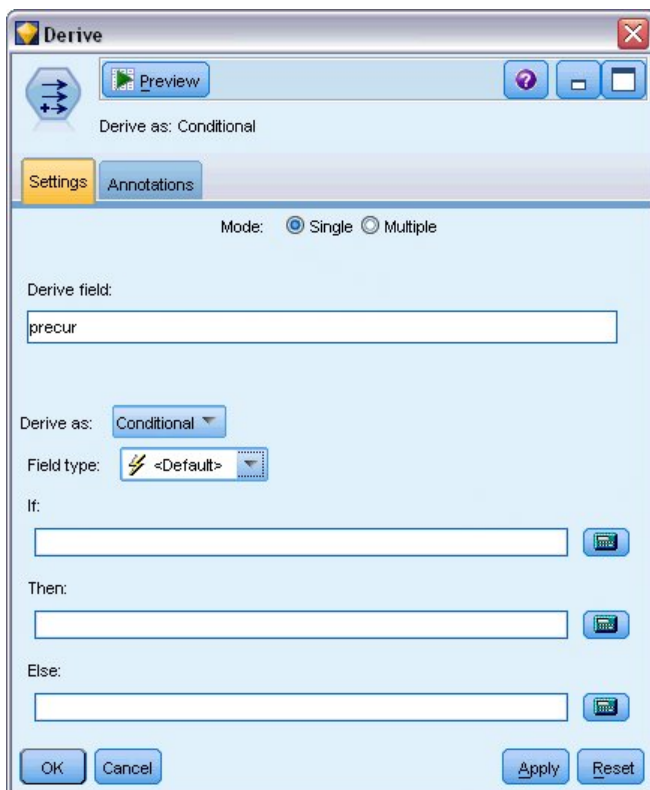 Derive
Preview
Derive as: Conditional
Settings Annotations
Mode: Single Multiple
Derive field:
precur
Derive as: Conditional
Field type: <Default>
If:
Then:
Else:
OK Cancel Apply Reset